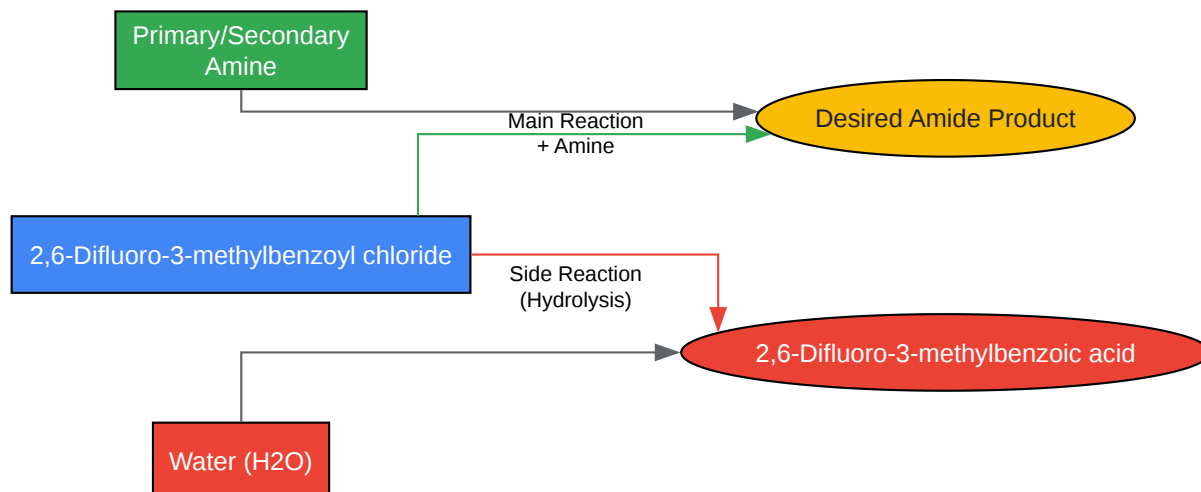 Primary/Secondary
Amine
Desired Amide Product
Main Reaction
+ Amine
2,6-Difluoro-3-methylbenzoyl chloride
Side Reaction
(Hydrolysis)
2,6-Difluoro-3-methylbenzoic acid
Water (H2O)